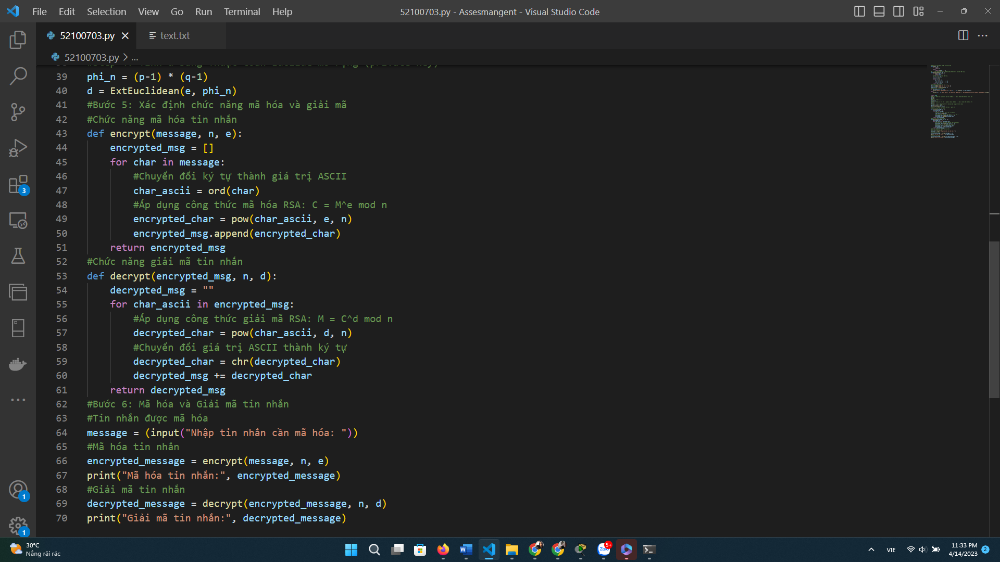 File Edit Selection View Go Run Terminal Help
52100703.py - Assesmangent - Visual Studio Code
52100703.py
text.txt
52100703.py > ...
39 phi_n = (p-1) * (q-1)
40 d = ExtEuclidean(e, phi_n)
41 #Bước 5: Xác định chức năng mã hóa và giải mã
42 #Chức năng mã hóa tin nhắn
43 def encrypt(message, n, e):
44     encrypted_msg = []
45     for char in message:
46         #Chuyển đổi ký tự thành giá trị ASCII
47         char_ascii = ord(char)
48         #Áp dụng công thức mã hóa RSA: C = M^e mod n
49         encrypted_char = pow(char_ascii, e, n)
50         encrypted_msg.append(encrypted_char)
51     return encrypted_msg
52 #Chức năng giải mã tin nhắn
53 def decrypt(encrypted_msg, n, d):
54     decrypted_msg = ""
55     for char_ascii in encrypted_msg:
56         #Áp dụng công thức giải mã RSA: M = C^d mod n
57         decrypted_char = pow(char_ascii, d, n)
58         #Chuyển đổi giá trị ASCII thành ký tự
59         decrypted_char = chr(decrypted_char)
60         decrypted_msg += decrypted_char
61     return decrypted_msg
62 #Bước 6: Mã hóa và Giải mã tin nhắn
63 #Tin nhắn được mã hóa
64 message = (input("Nhập tin nhắn cần mã hóa: "))
65 #Mã hóa tin nhắn
66 encrypted_message = encrypt(message, n, e)
67 print("Mã hóa tin nhắn:", encrypted_message)
68 #Giải mã tin nhắn
69 decrypted_message = decrypt(encrypted_message, n, d)
70 print("Giải mã tin nhắn:", decrypted_message)
3
1
1
30°C
Nắng rải rác
Zalo
5+
VIE
11:33 PM
4/14/2023
2